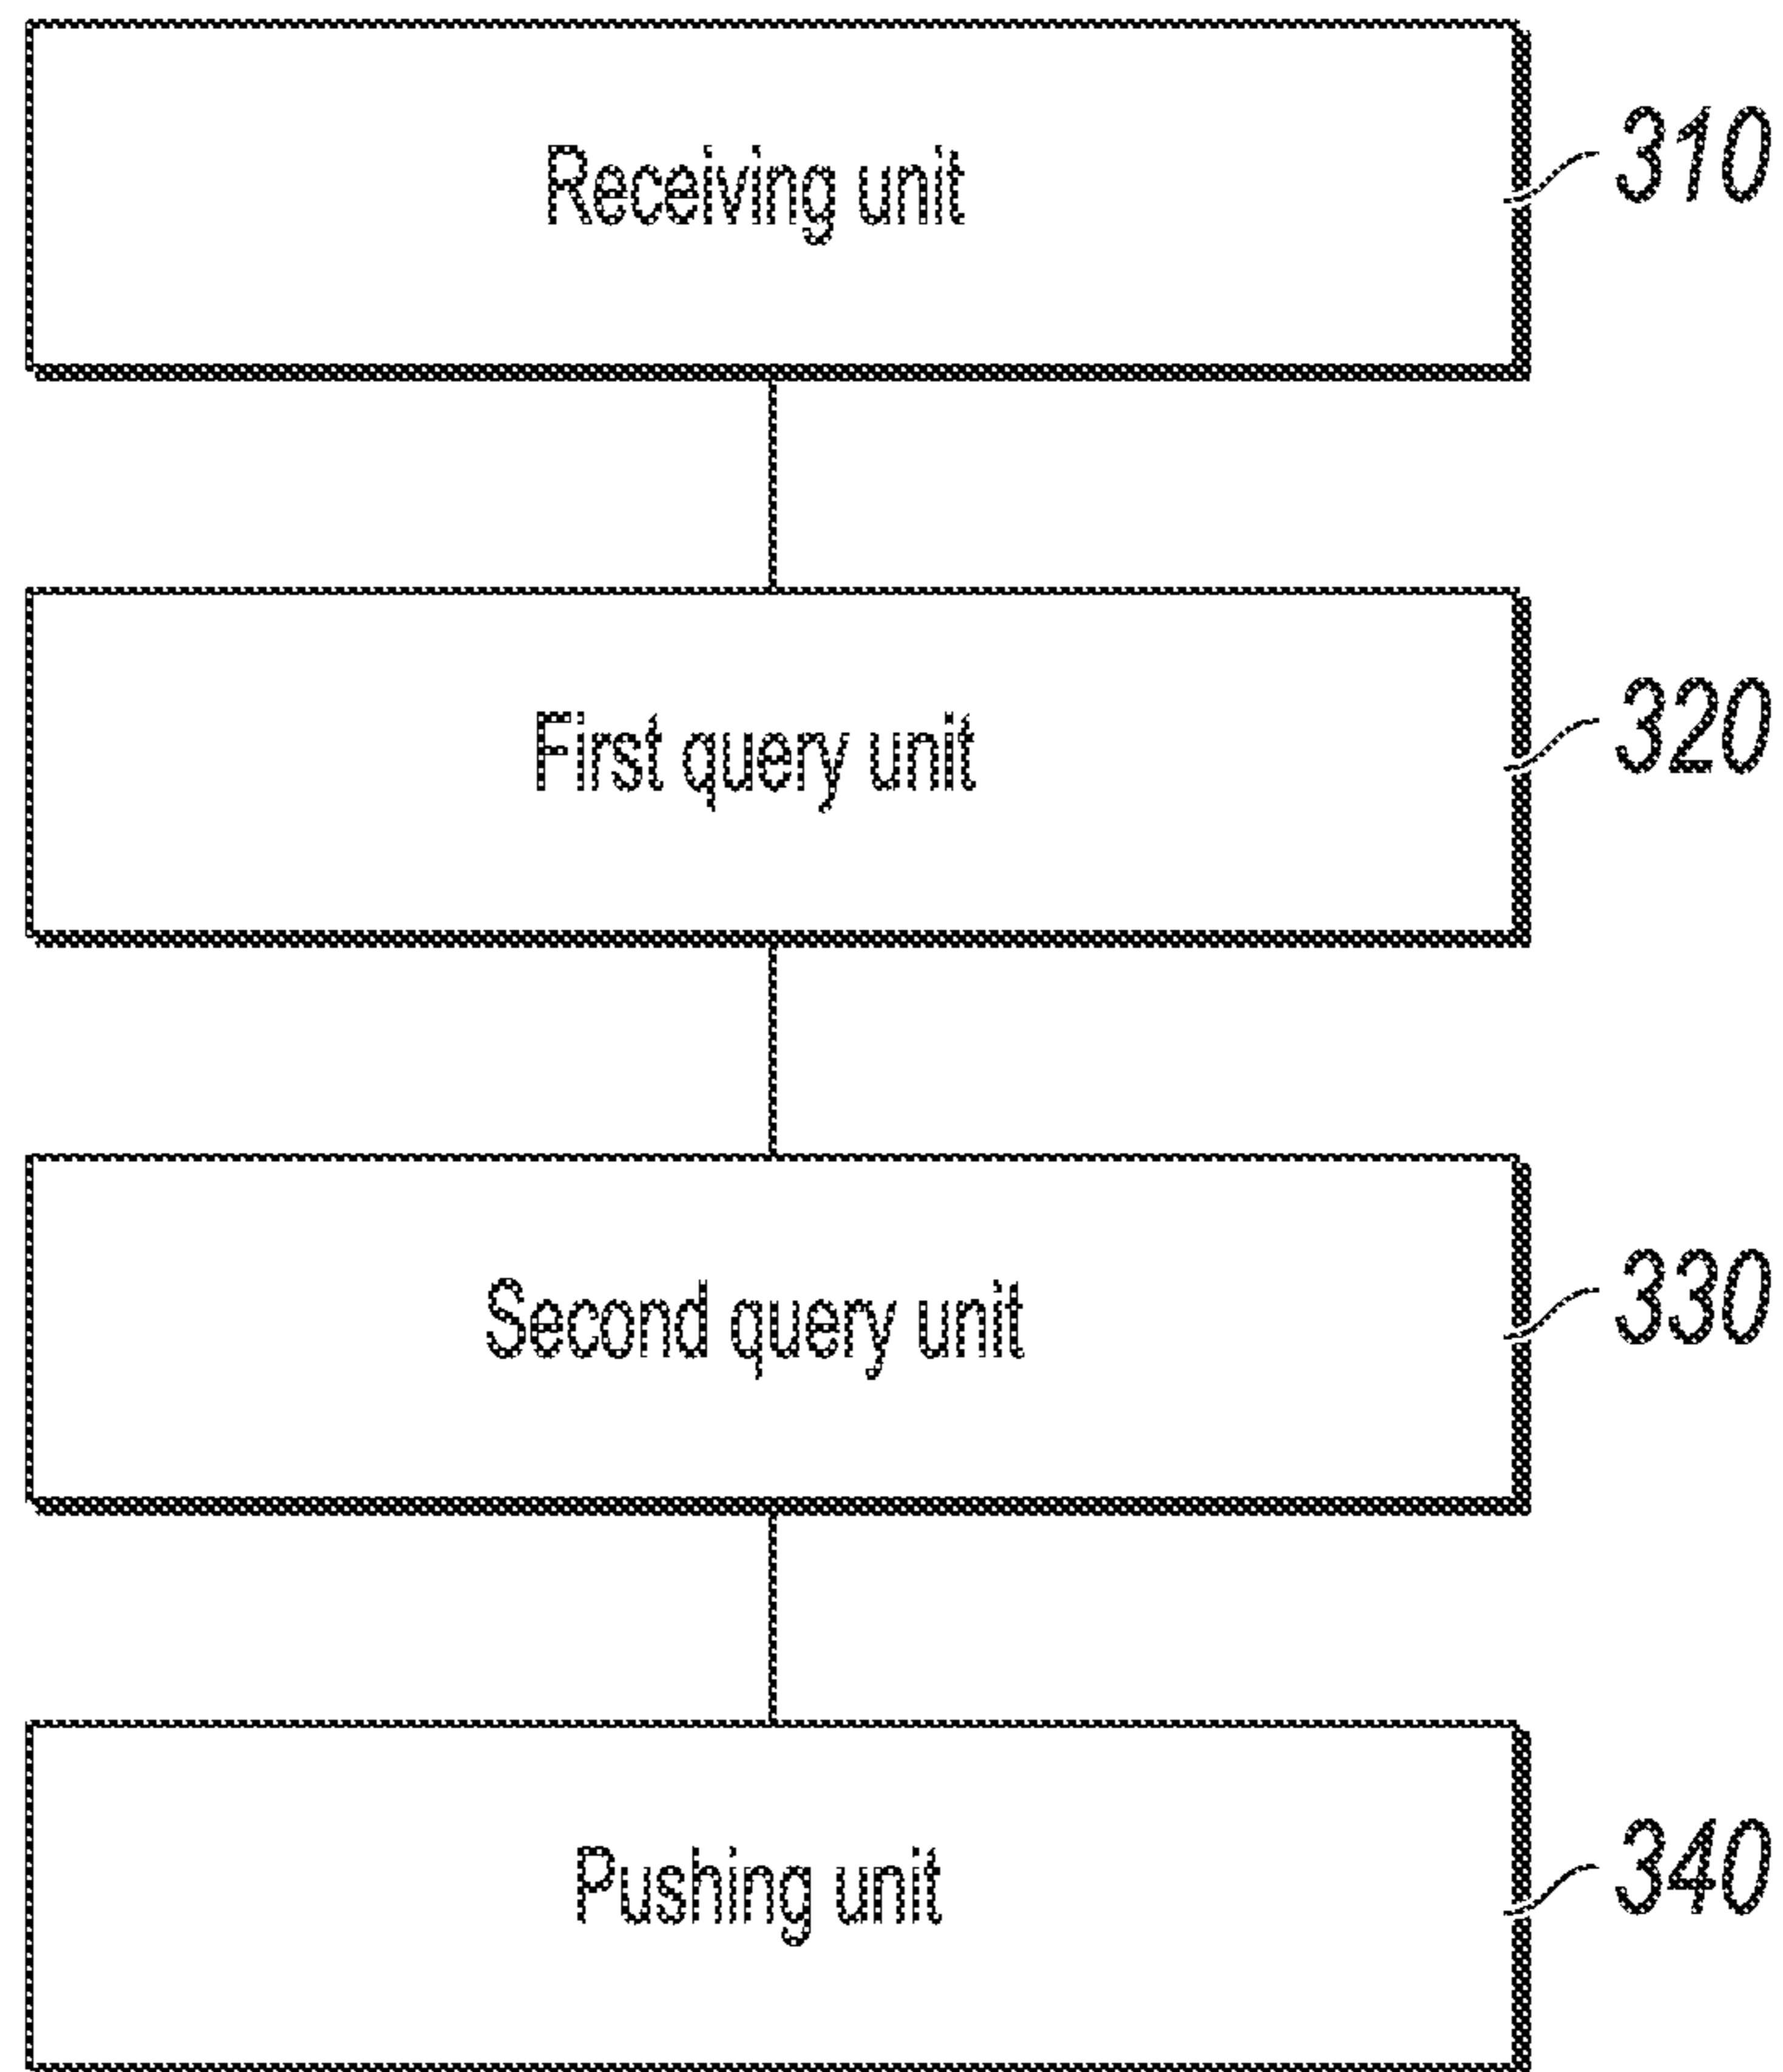 Receiving unit 310
First query unit 320
Second query unit 330
Pushing unit 340